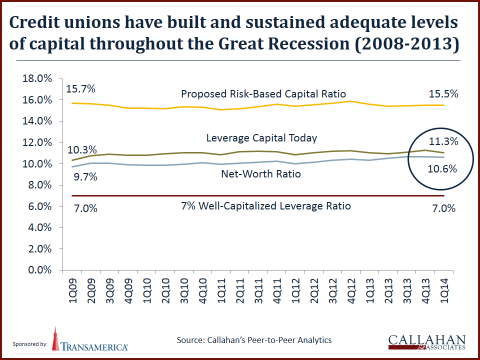 Credit unions have built and sustained adequate levels
of capital throughout the Great Recession (2008-2013)
18.0%
16.0%
14.0%
12.0%
10.0%
8.0%
6.0%
4.0%
2.0%
0.0%
15.7%
Proposed Risk-Based Capital Ratio
15.5%
Leverage Capital Today
11.3%
10.3%
9.7%
Net-Worth Ratio
10.6%
7.0%
7% Well-Capitalized Leverage Ratio
7.0%
1Q09
2Q09
3Q09
4Q09
1Q10
2Q10
3Q10
4Q10
1Q11
2Q11
3Q11
4Q11
1Q12
2Q12
3Q12
4Q12
1Q13
2Q13
3Q13
4Q13
1Q14
Sponsored by:
TRANSAMERICA®
Source: Callahan's Peer-to-Peer Analytics
CALLAHAN
& ASSOCIATES